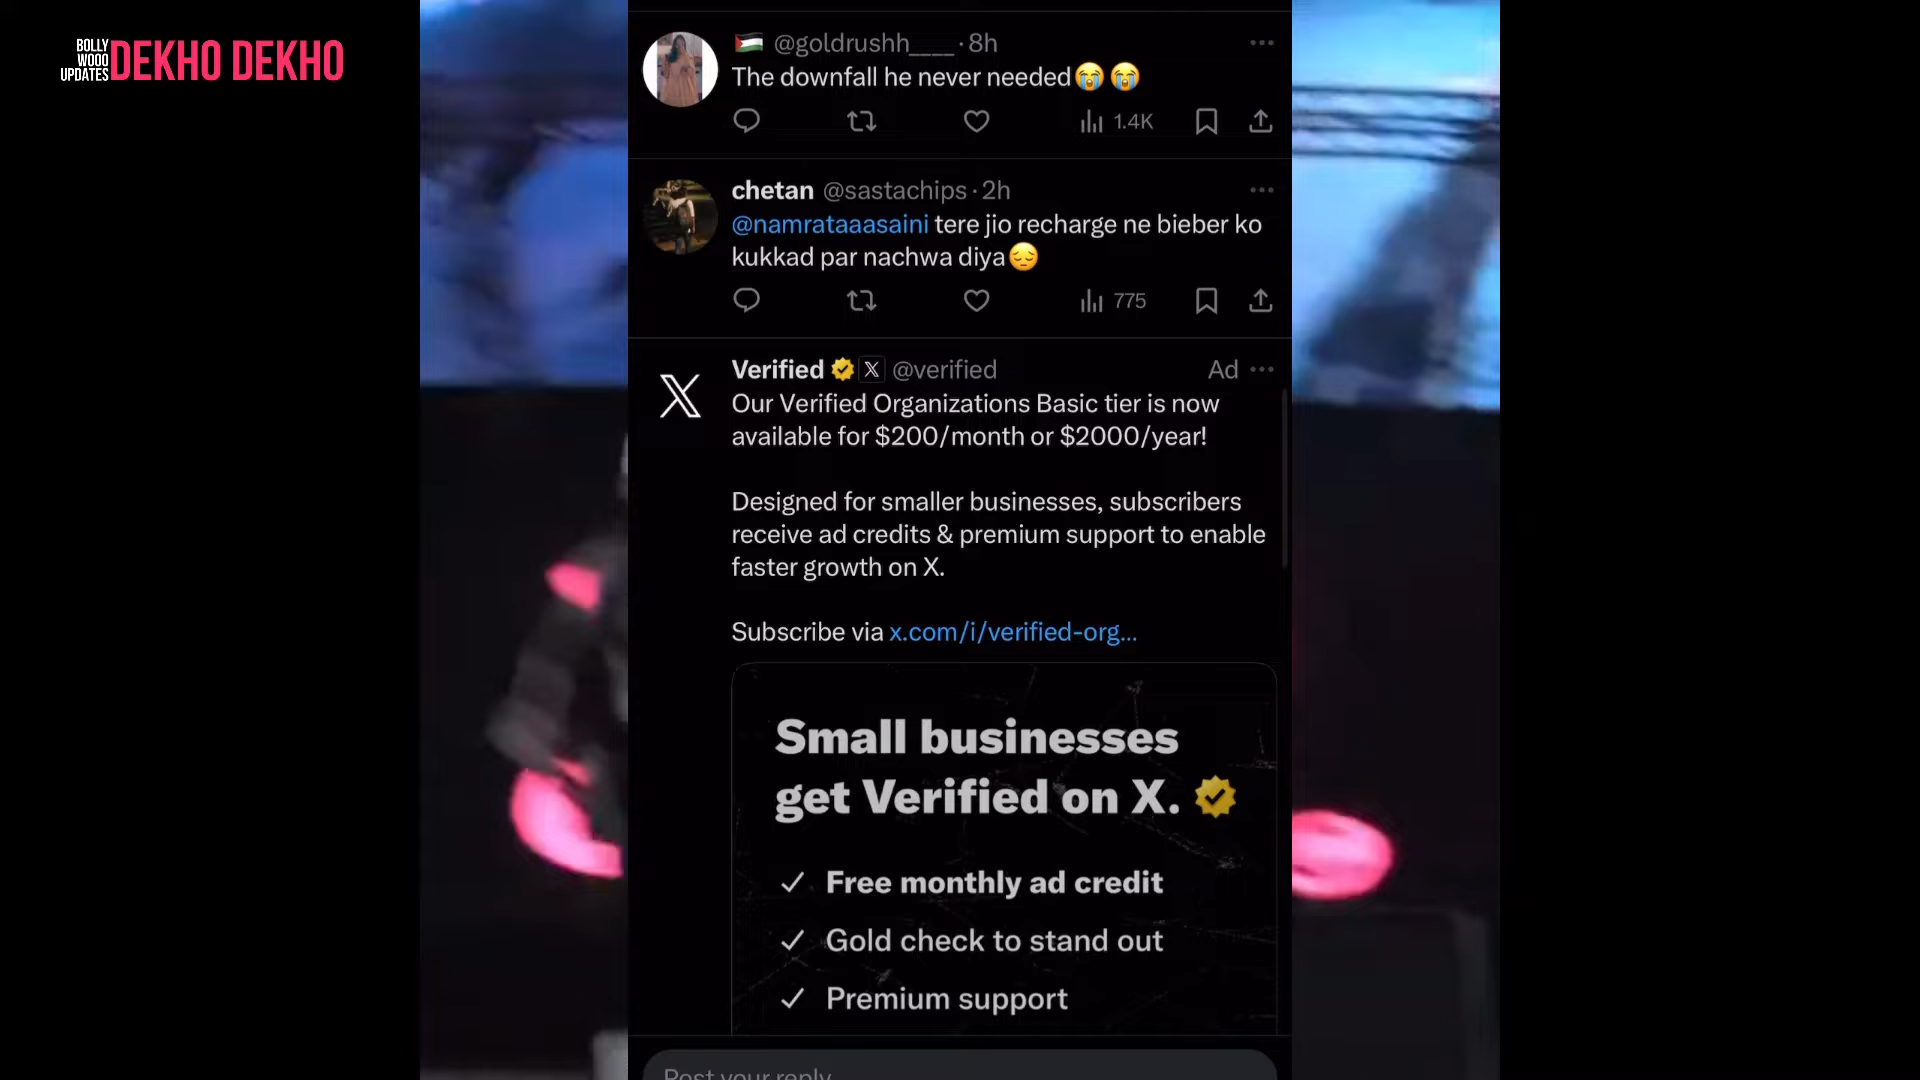 BOLLY
WOOD
UPDATES
DEKHO DEKHO
🇵🇸 @goldrushh____ · 8h
The downfall he never needed😭😭
1.4K
chetan @sastachips · 2h
@namrataaasaini tere jio recharge ne bieber ko
kukkad par nachwa diya😔
775
Verified @verified Ad
Our Verified Organizations Basic tier is now
available for $200/month or $2000/year!
Designed for smaller businesses, subscribers
receive ad credits & premium support to enable
faster growth on X.
Subscribe via x.com/i/verified-org...
Small businesses
get Verified on X.
✓ Free monthly ad credit
✓ Gold check to stand out
✓ Premium support
Post your reply